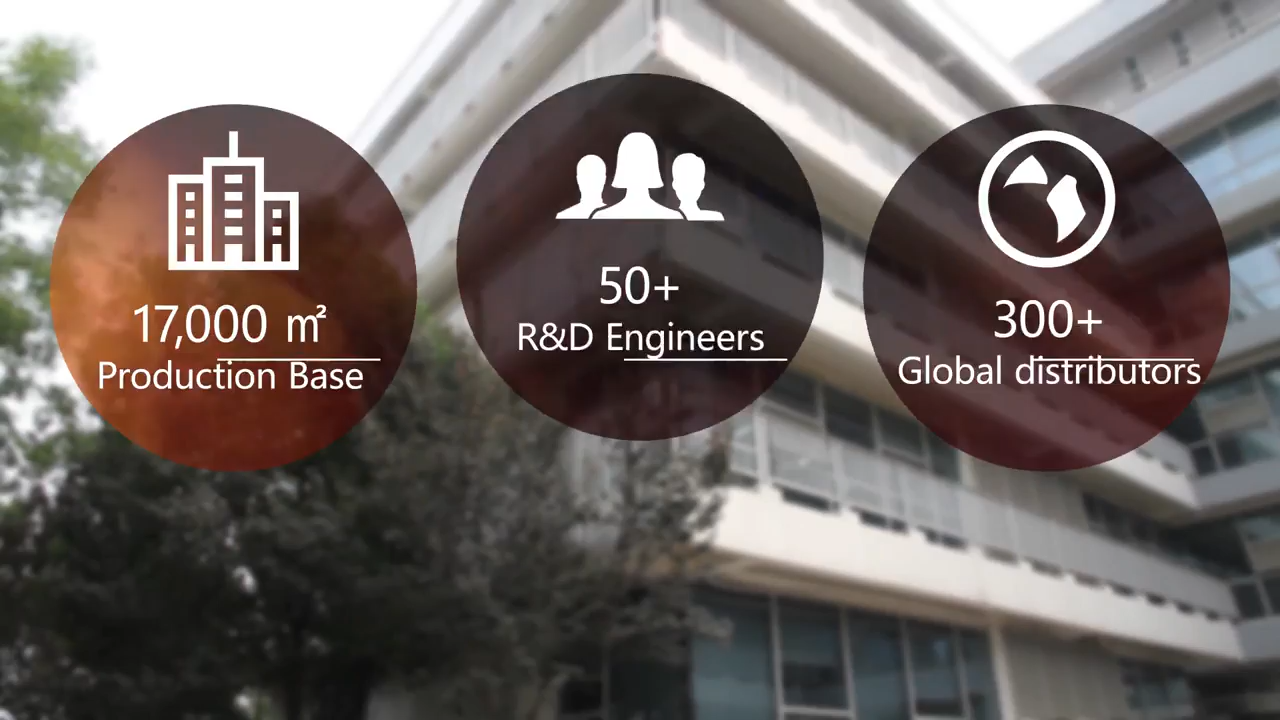 17,000 ㎡
Production Base
50+
R&D Engineers
300+
Global distributors